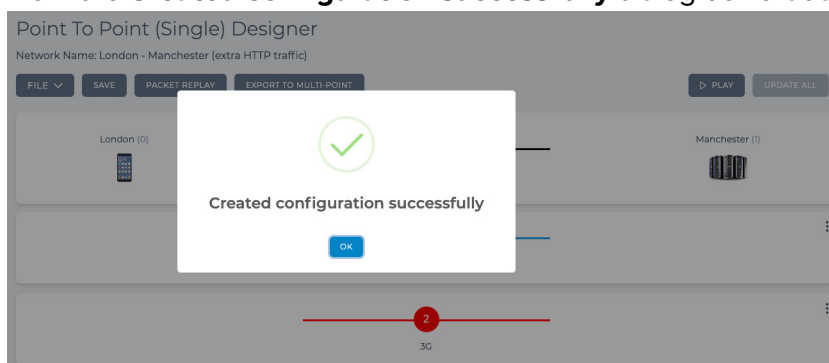 Point To Point (Single) Designer
Network Name: London - Manchester (extra HTTP traffic)
FILE SAVE PACKET REPLAY EXPORT TO MULTI-POINT PLAY UPDATE ALL
London (0) Manchester (1)
Created configuration successfully
OK
2
3G